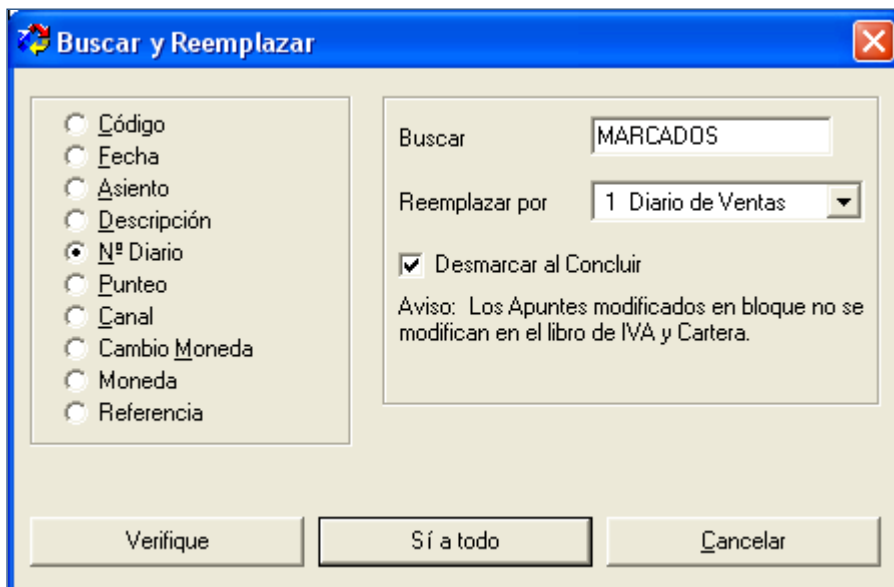 Buscar y Reemplazar
Código
Fecha
Asiento
Descripción
Nº Diario
Punteo
Canal
Cambio Moneda
Moneda
Referencia
Buscar MARCADOS
Reemplazar por 1 Diario de Ventas
Desmarcar al Concluir
Aviso: Los Apuntes modificados en bloque no se
modifican en el libro de IVA y Cartera.
Verifique Sí a todo Cancelar